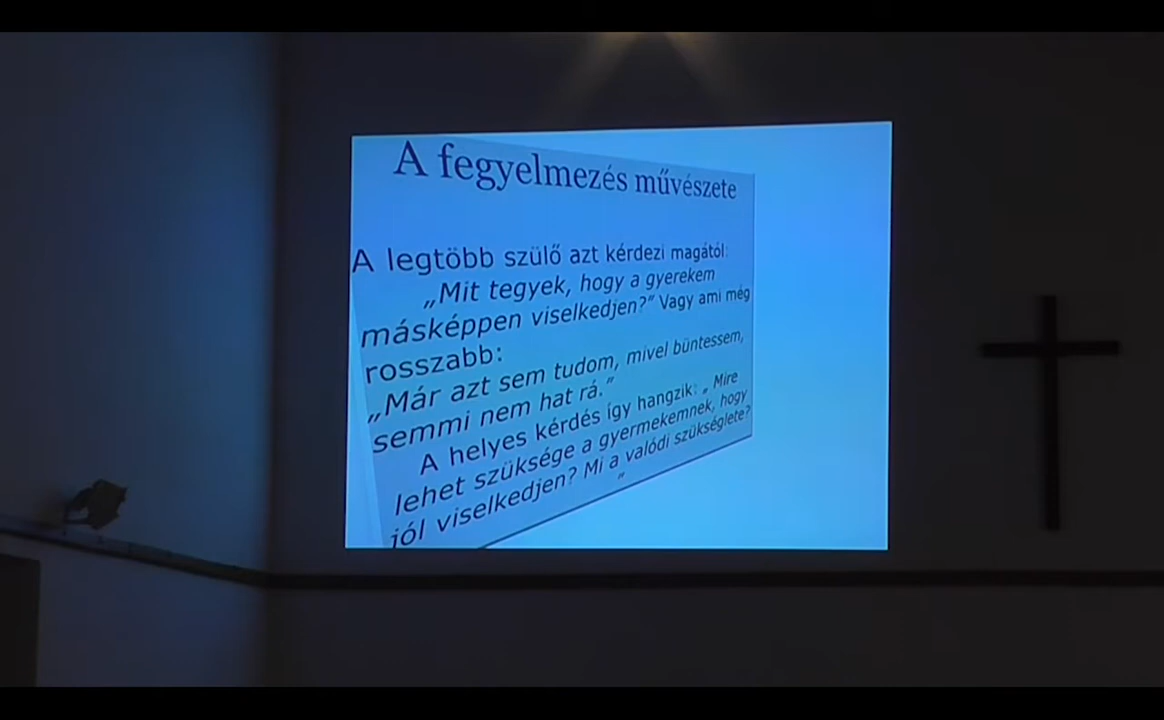 A fegyelmezés művészete
A legtöbb szülő azt kérdezi magától:
„Mit tegyek, hogy a gyerekem
másképpen viselkedjen?” Vagy ami még
rosszabb:
„Már azt sem tudom, mivel büntessem,
semmi nem hat rá.”
A helyes kérdés így hangzik: „ Mire
lehet szüksége a gyermekemnek, hogy
jól viselkedjen? Mi a valódi szükséglete?
„